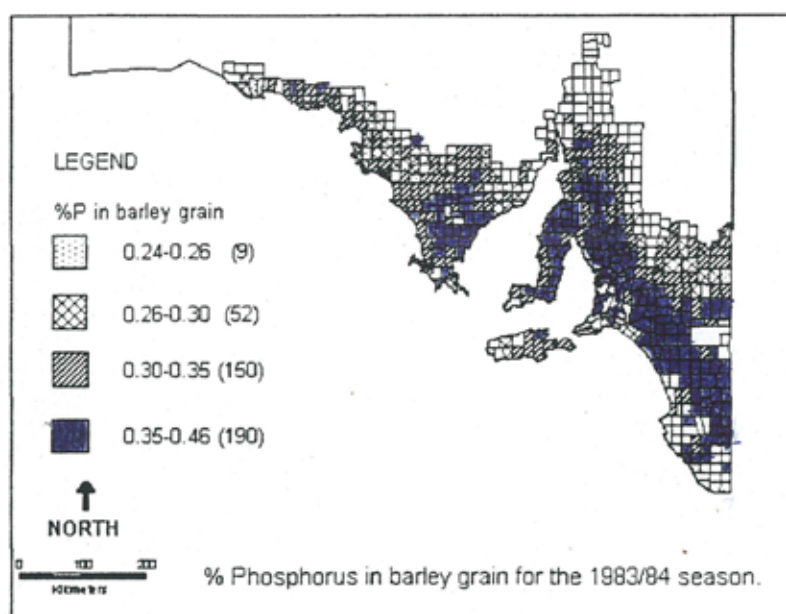 LEGEND
%P in barley grain
0.24-0.26 (9)
0.26-0.30 (52)
0.30-0.35 (150)
0.35-0.46 (190)
NORTH
0 100 200
Kilometers
% Phosphorus in barley grain for the 1983/84 season.